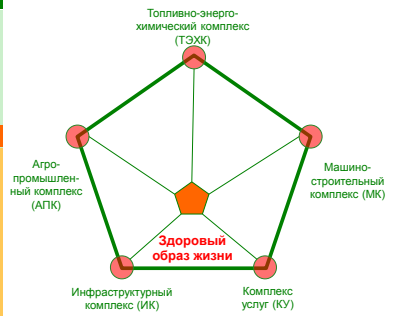 Топливно-энерго-
химический комплекс
(ТЭХК)
Агро-
промышлен-
ный комплекс
(АПК)
Машино-
строительный
комплекс (МК)
Здоровый
образ жизни
Инфраструктурный
комплекс (ИК)
Комплекс
услуг (КУ)